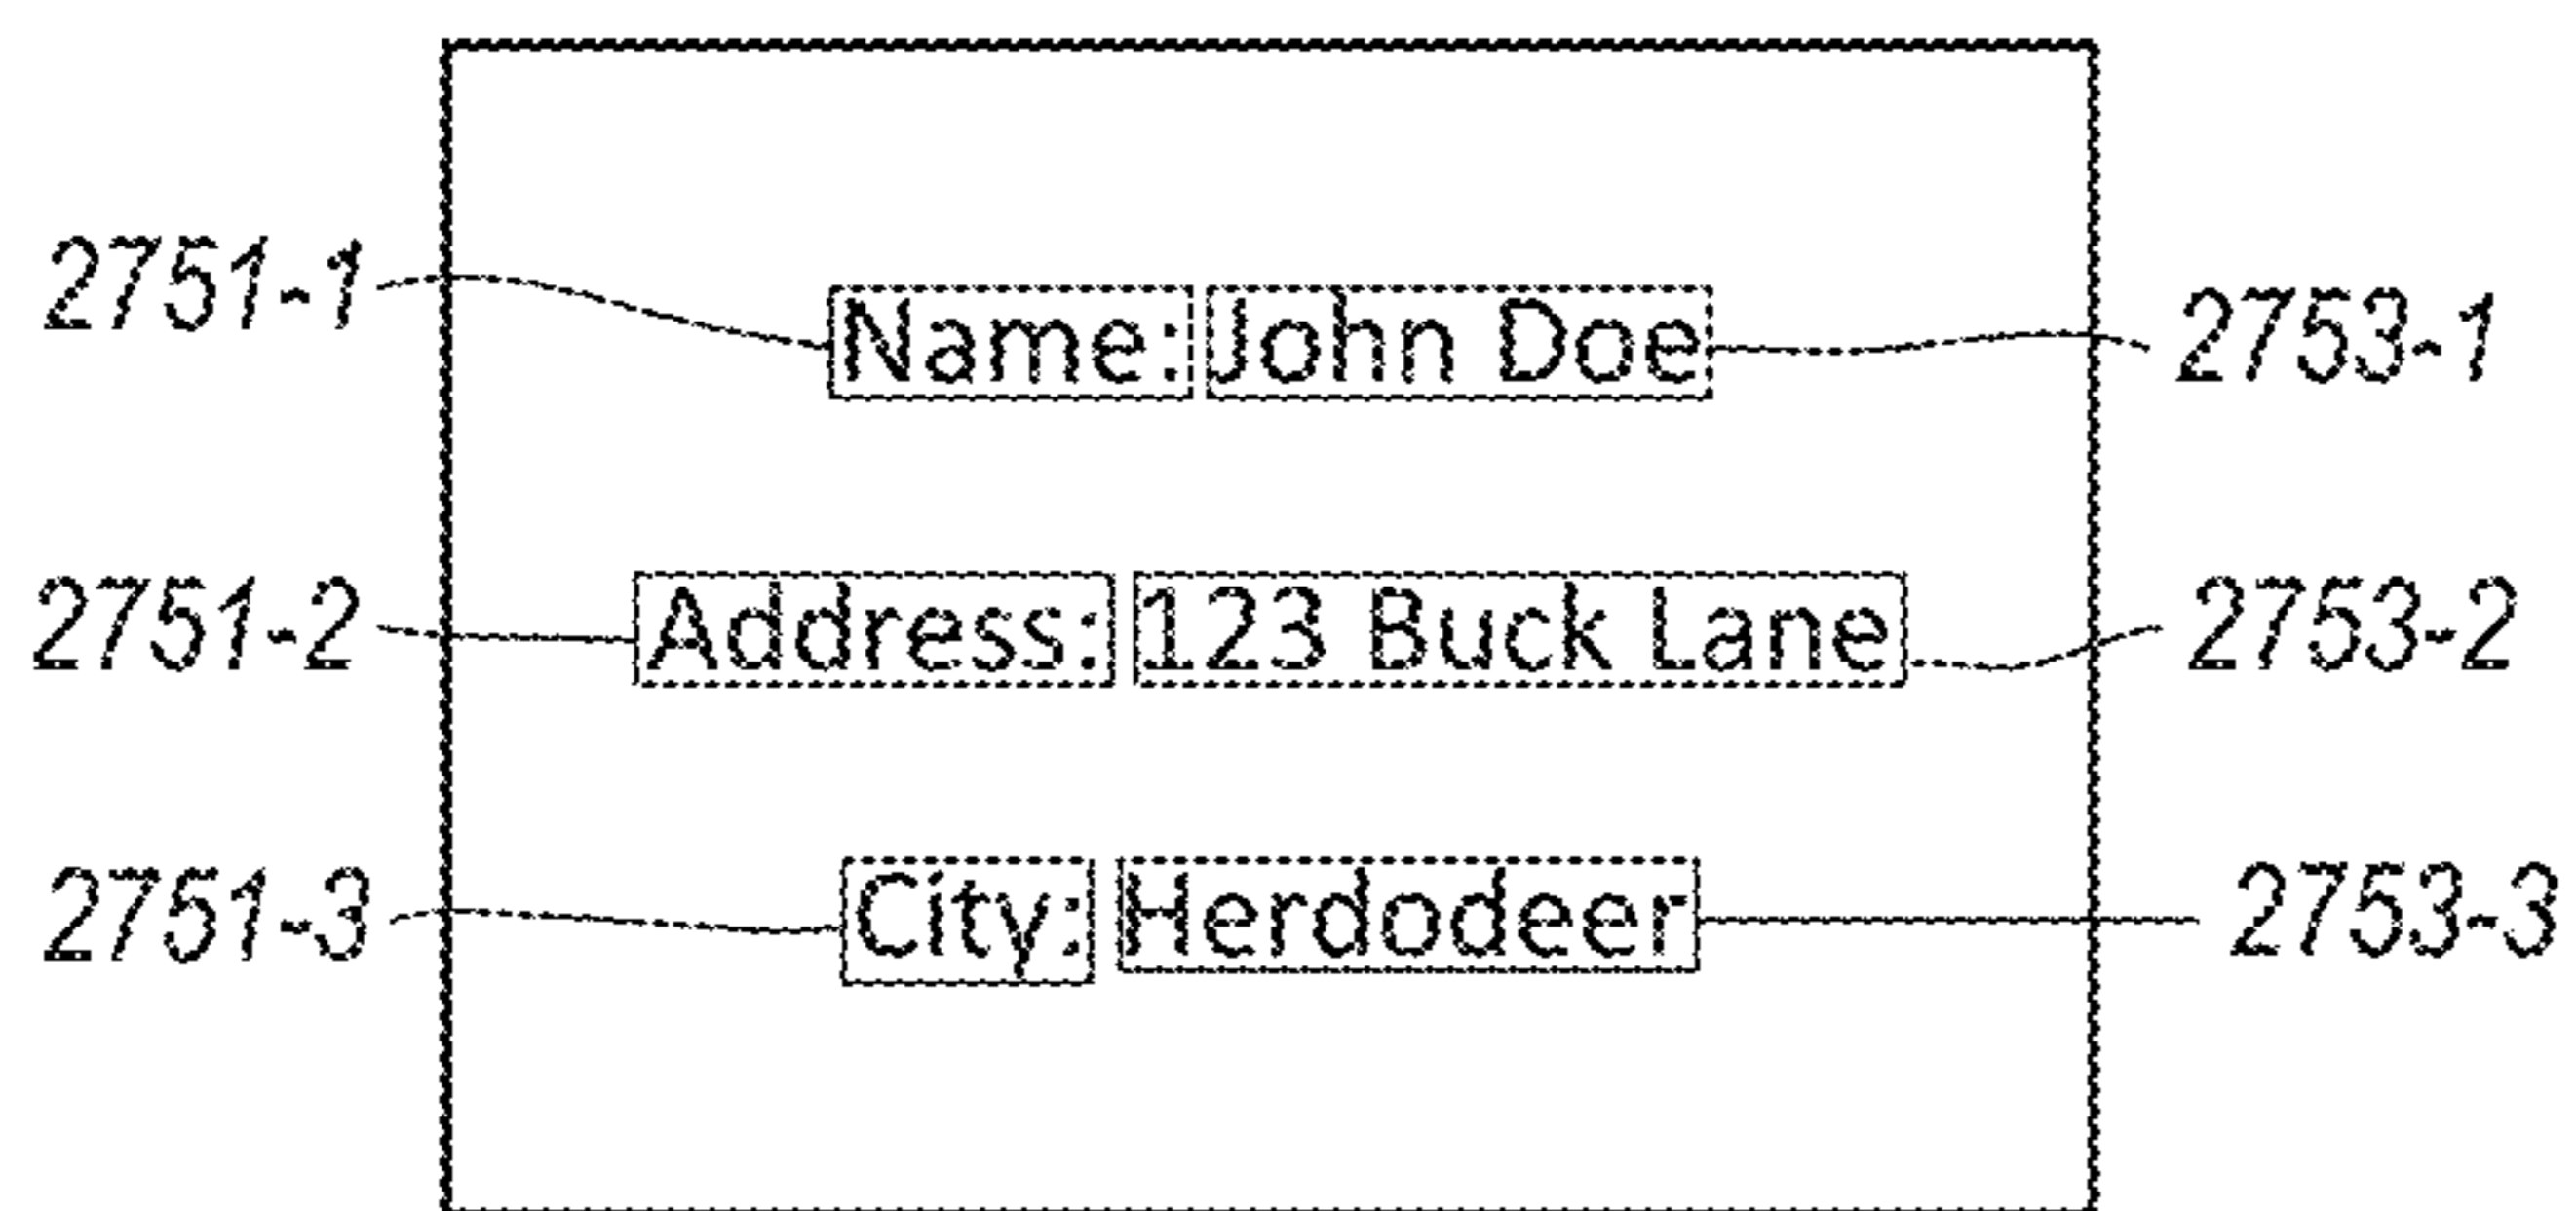 2751-1 Name: John Doe 2753-1
2751-2 Address: 123 Buck Lane 2753-2
2751-3 City: Herdodeer 2753-3